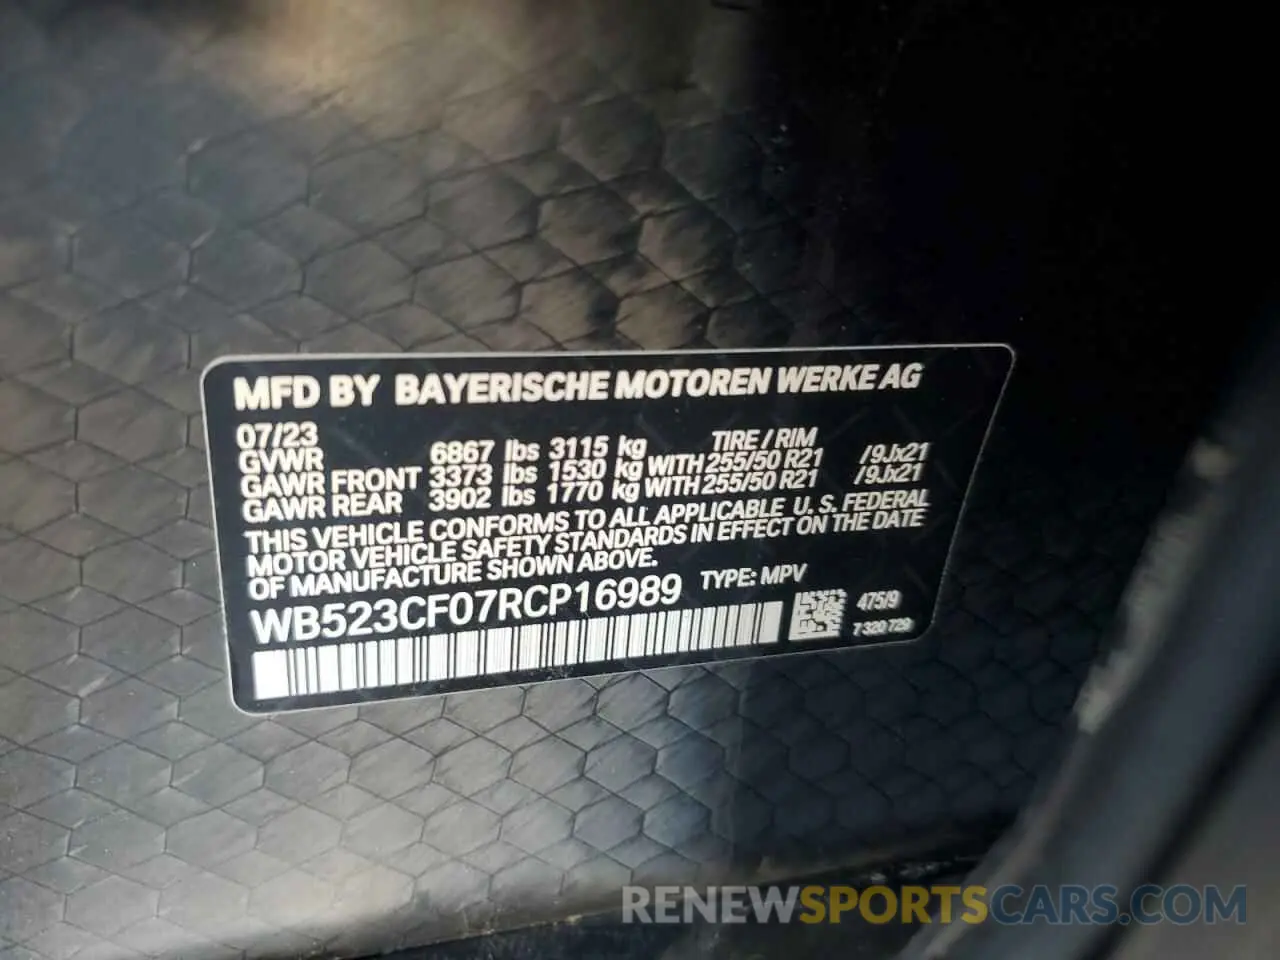 MFD BY BAYERISCHE MOTOREN WERKE AG
07/23 TIRE / RIM
GVWR 6867 lbs 3115 kg
GAWR FRONT 3373 lbs 1530 kg WITH 255/50 R21 /9Jx21
GAWR REAR 3902 lbs 1770 kg WITH 255/50 R21 /9Jx21
THIS VEHICLE CONFORMS TO ALL APPLICABLE U. S. FEDERAL
MOTOR VEHICLE SAFETY STANDARDS IN EFFECT ON THE DATE
OF MANUFACTURE SHOWN ABOVE.
WB523CF07RCP16989 TYPE: MPV
475/9
7 320 729
RENEWSPORTSCARS.COM